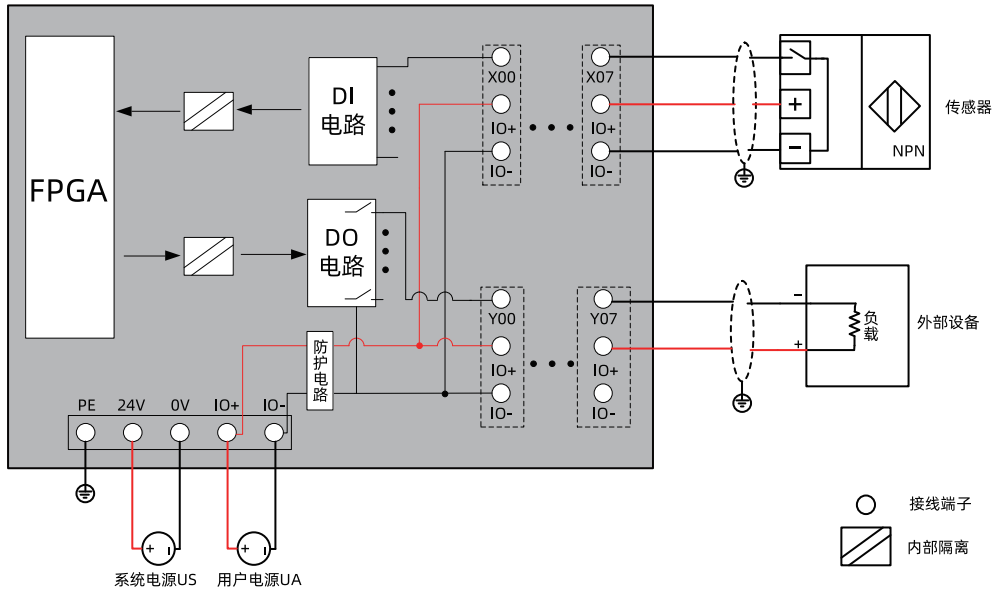 FPGA
DI
电路
DO
电路
防护电路
X00
IO+
IO-
X07
IO+
IO-
Y00
IO+
IO-
Y07
IO+
IO-
+
-
NPN
传感器
-
+
负载
外部设备
PE
24V
0V
IO+
IO-
+
-
系统电源US
+
-
用户电源UA
接线端子
内部隔离